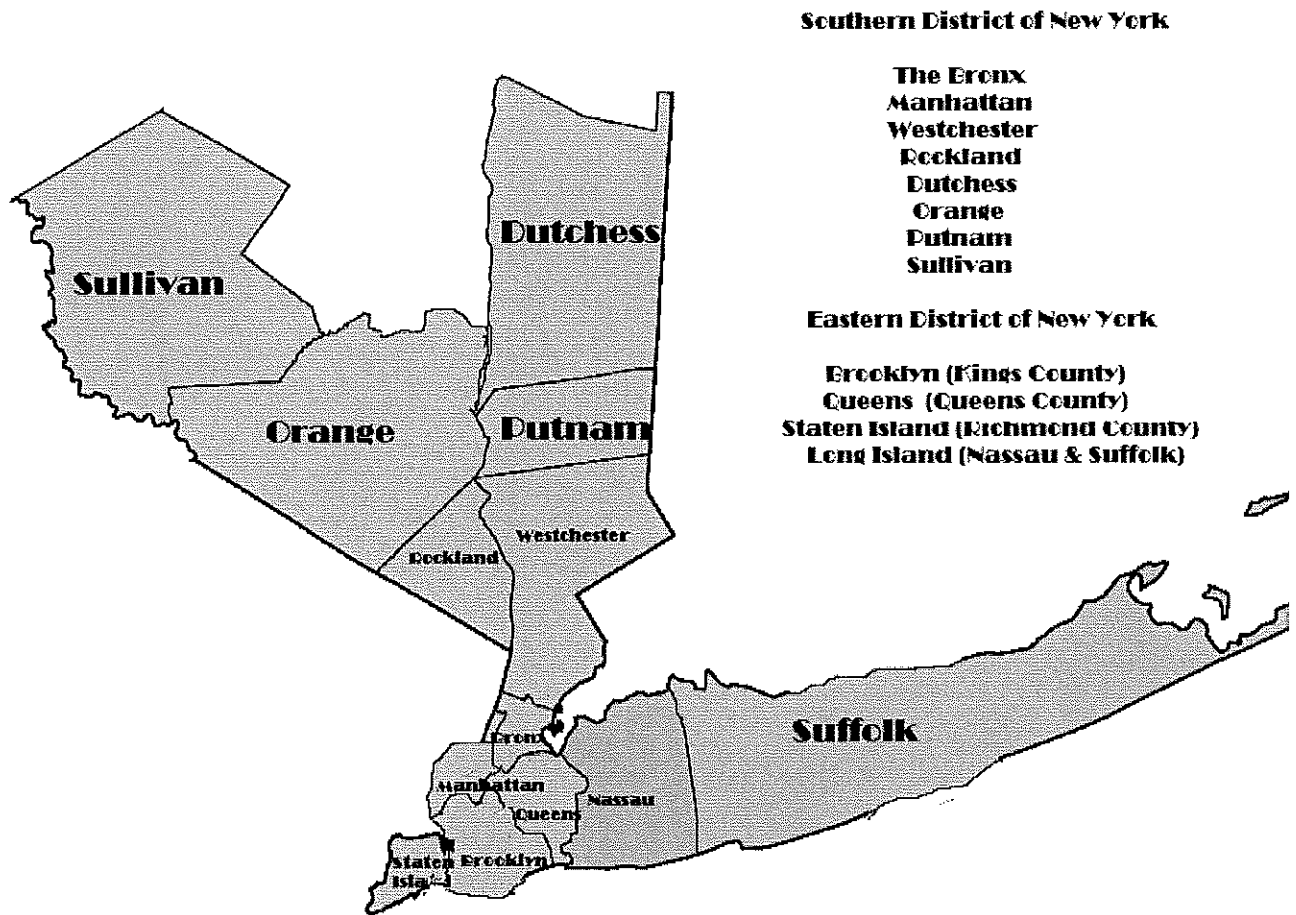 Southern District of New York
The Bronx
Manhattan
Westchester
Rockland
Dutchess
Orange
Putnam
Sullivan
Eastern District of New York
Brooklyn (Kings County)
Queens (Queens County)
Staten Island (Richmond County)
Long Island (Nassau & Suffolk)
Dutchess
Sullivan
Orange
Putnam
Westchester
Rockland
Suffolk
Bronx
Manhattan
Nassau
Queens
Staten
Brooklyn